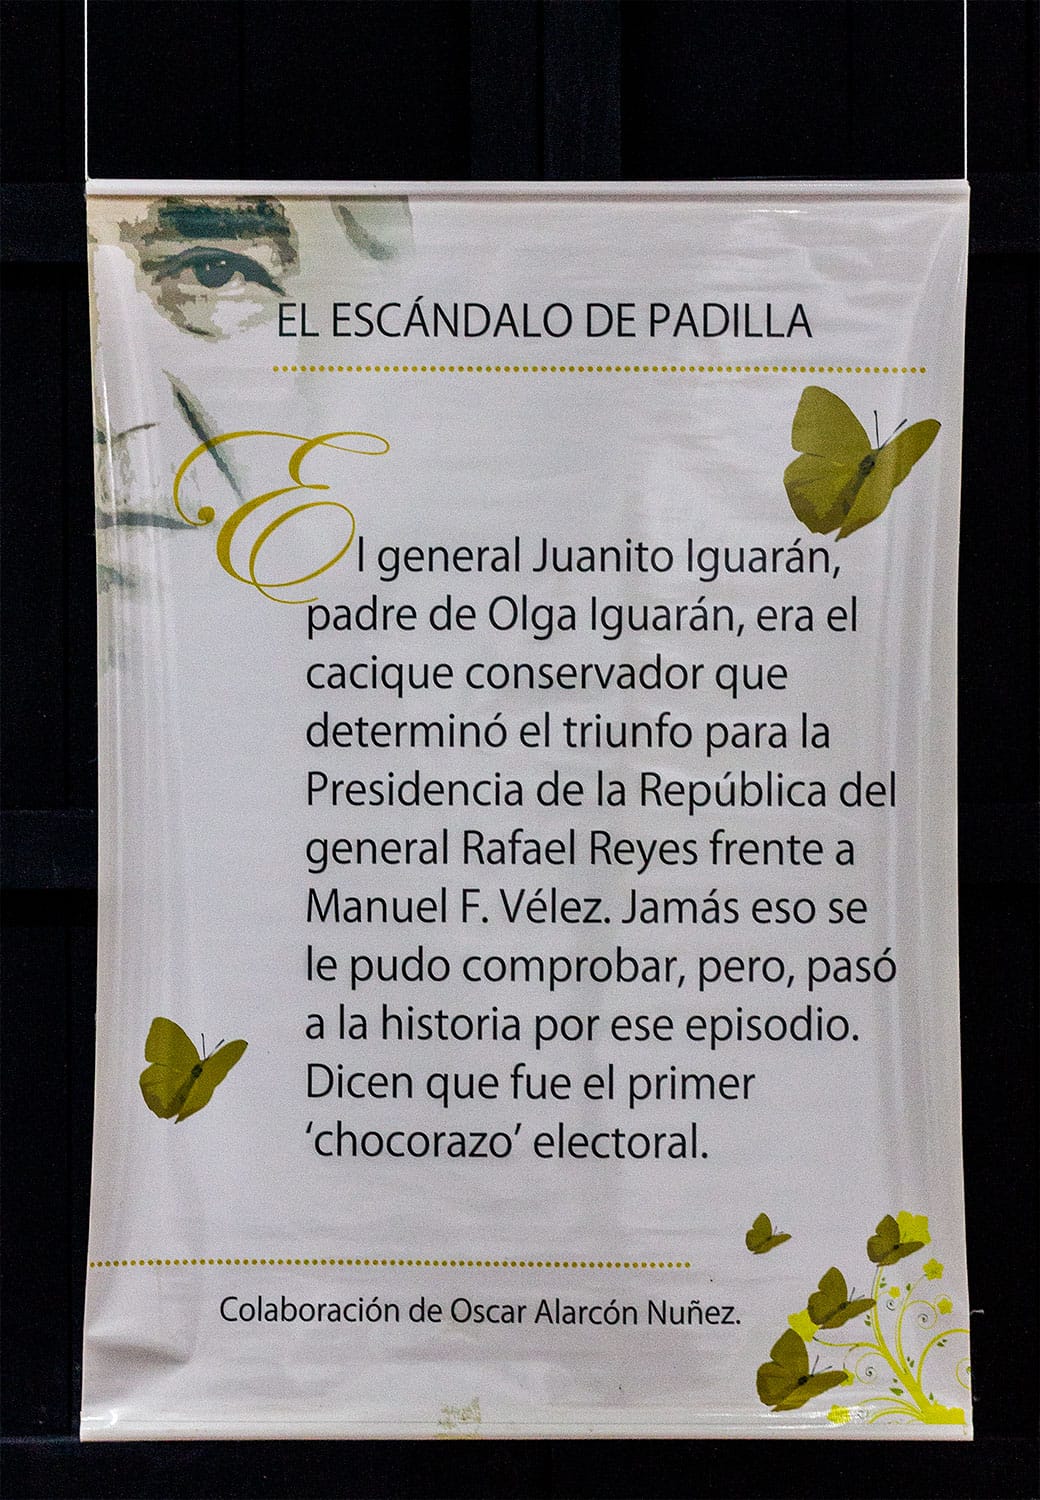 EL ESCÁNDALO DE PADILLA
El general Juanito Iguarán,
padre de Olga Iguarán, era el
cacique conservador que
determinó el triunfo para la
Presidencia de la República del
general Rafael Reyes frente a
Manuel F. Vélez. Jamás eso se
le pudo comprobar, pero, pasó
a la historia por ese episodio.
Dicen que fue el primer
‘chocorazo’ electoral.
Colaboración de Oscar Alarcón Nuñez.